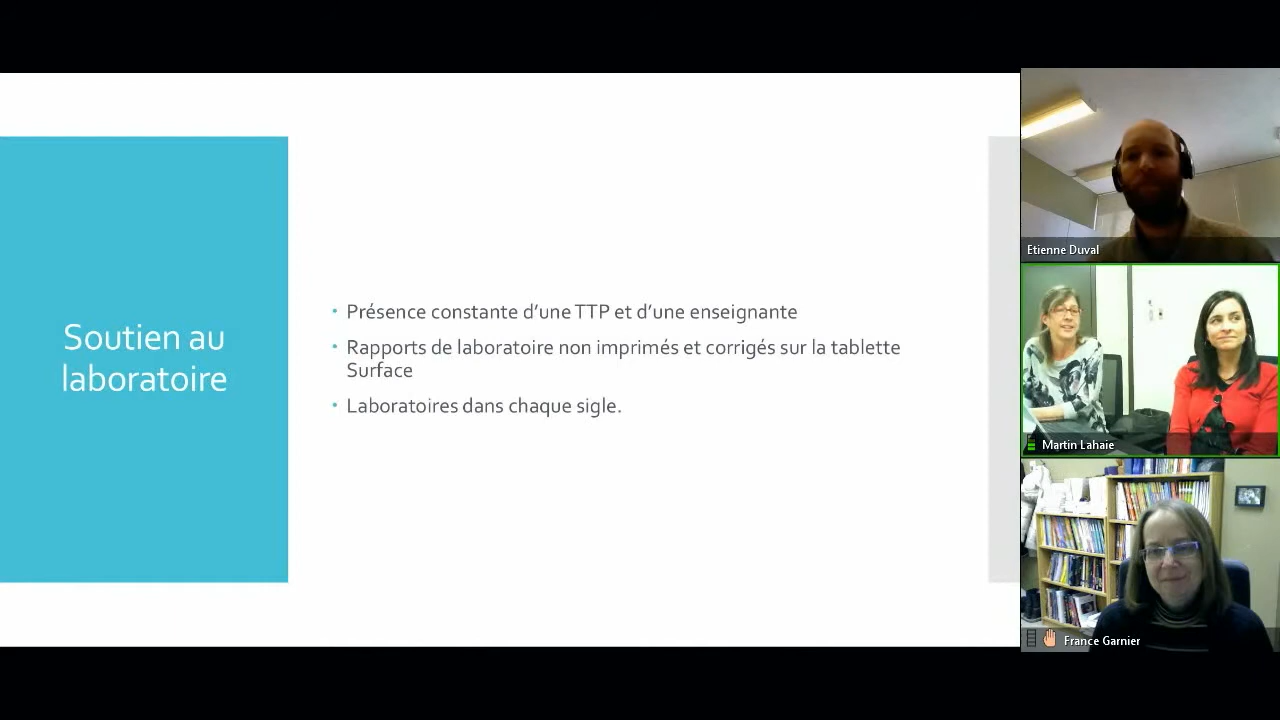 Soutien au
laboratoire
• Présence constante d’une TTP et d’une enseignante
• Rapports de laboratoire non imprimés et corrigés sur la tablette
Surface
• Laboratoires dans chaque sigle.
Etienne Duval
Martin Lahaie
France Garnier